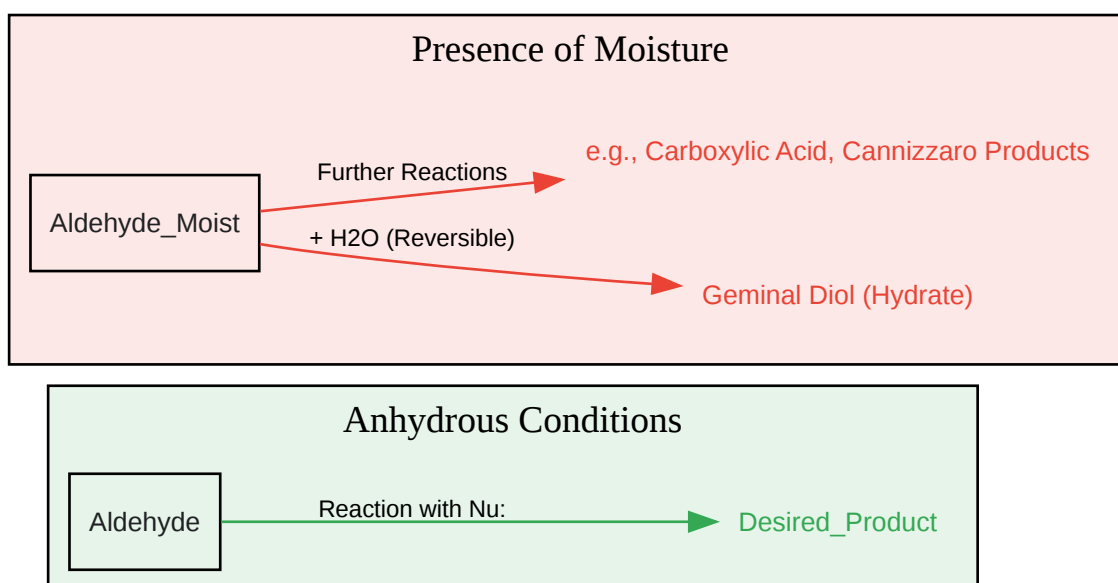 Presence of Moisture
e.g., Carboxylic Acid, Cannizzaro Products
Further Reactions
Aldehyde_Moist
+ H2O (Reversible)
Geminal Diol (Hydrate)
Anhydrous Conditions
Aldehyde
Reaction with Nu:
Desired_Product